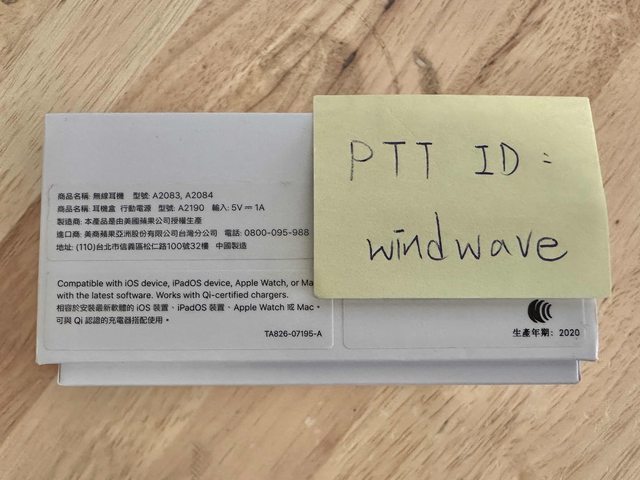 PTT ID:
windwave
商品名稱: 無線耳機 型號: A2083, A2084
商品名稱: 耳機盒 行動電源 型號: A2190 輸入: 5V⎓1A
製造商: 本產品是由美國蘋果公司授權生產
進口商: 美商蘋果亞洲股份有限公司台灣分公司 電話: 0800-095-988
地址: (110)台北市信義區松仁路100號32樓 中國製造
Compatible with iOS device, iPadOS device, Apple Watch, or
with the latest software. Works with Qi-certified chargers.
相容於安裝最新軟體的 iOS 裝置、iPadOS 裝置、Apple Watch 或 Mac。
可與 Qi 認證的充電器搭配使用。
TA826-07195-A
生產年期: 2020